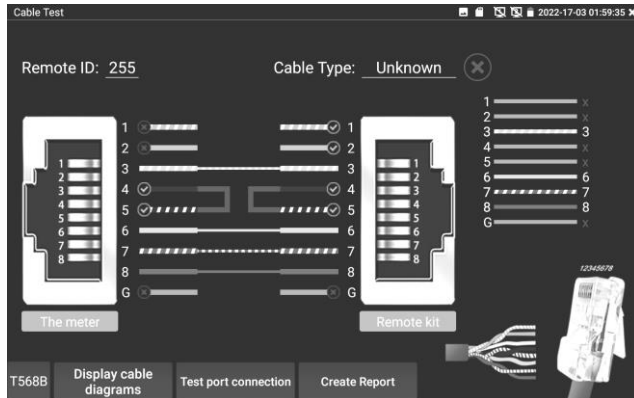 Cable Test
2022-17-03 01:59:35
Remote ID: 255
Cable Type: Unknown
1 1
2 2
3 3
4 4
5 5
6 6
7 7
8 8
G G
1
2
3
4
5
6
7
8
1
2
3
4
5
6
7
8
1 x
2 x
3 3
4 x
5 x
6 6
7 7
8 8
G x
12345678
The meter
Remote kit
T568B
Display cable
diagrams
Test port connection
Create Report